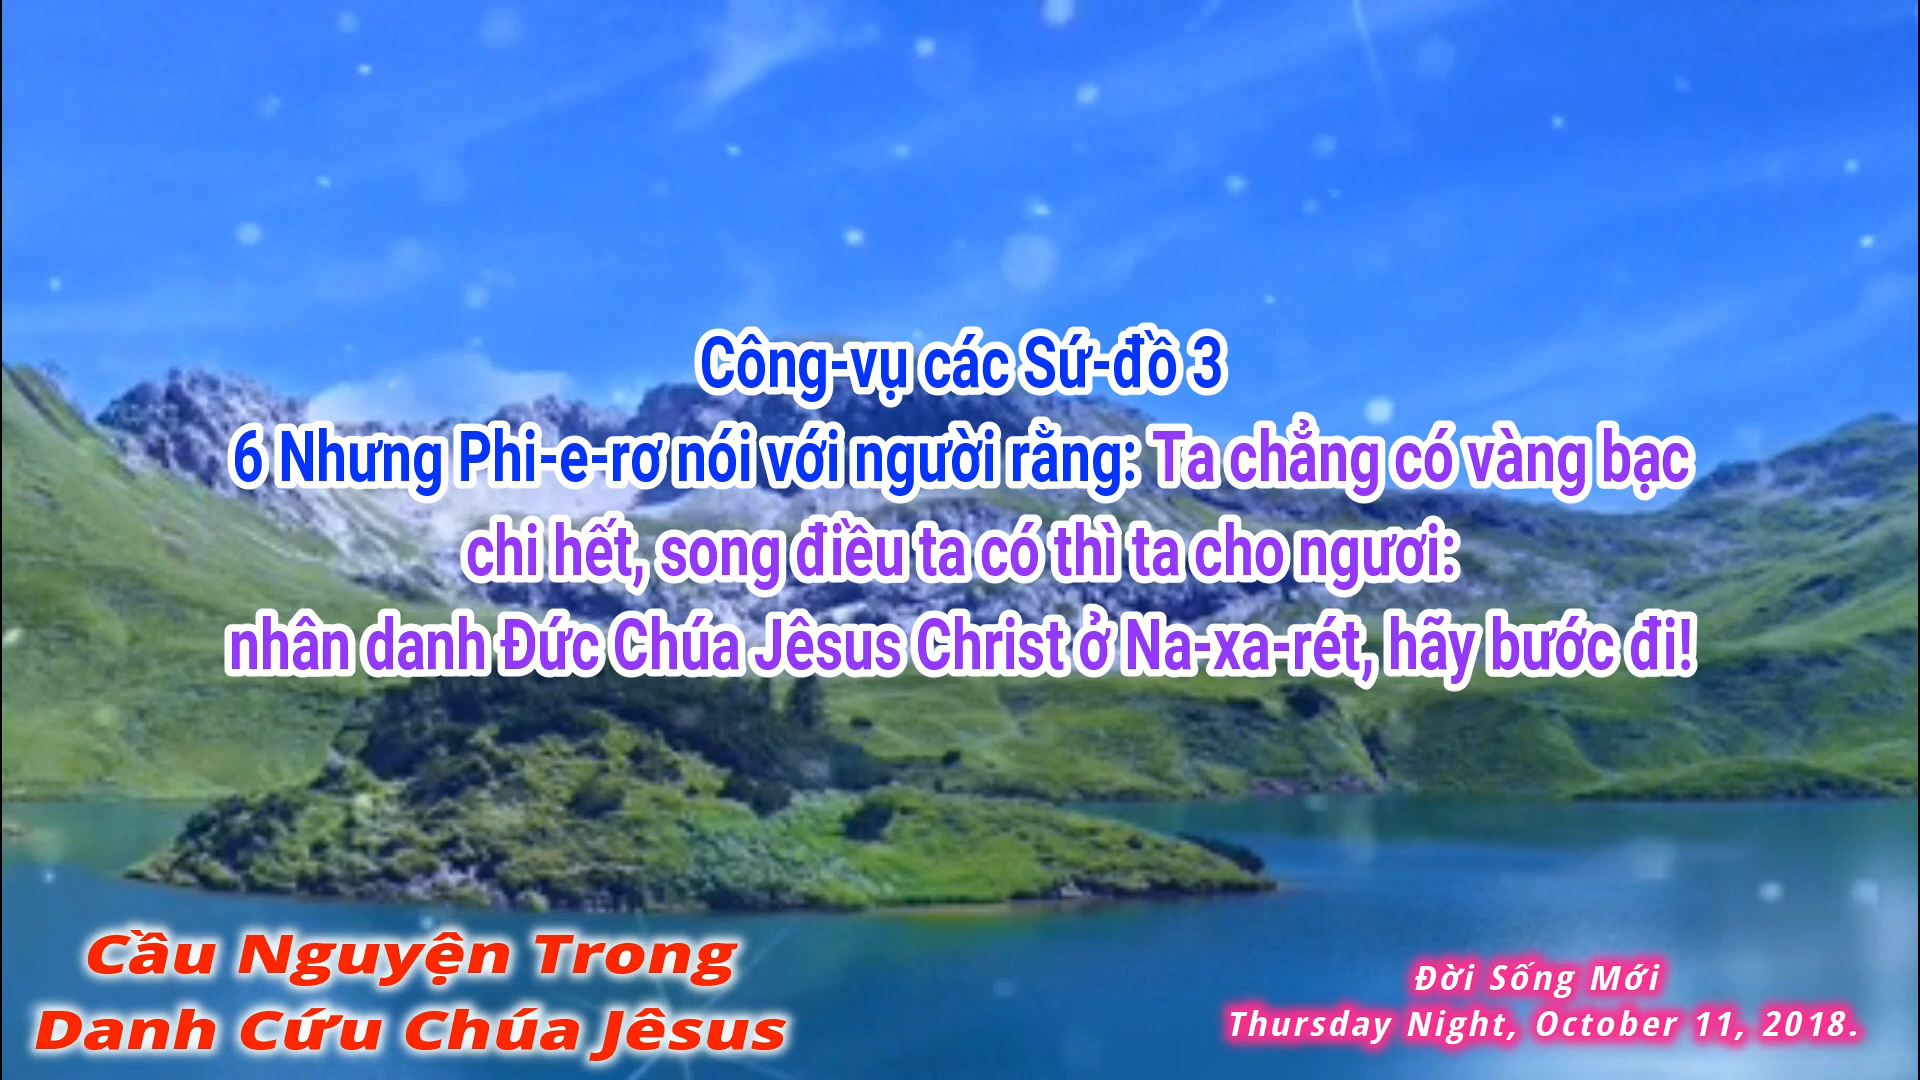 Công-vụ các Sứ-đồ 3
6 Nhưng Phi-e-rơ nói với người rằng: Ta chẳng có vàng bạc
chi hết, song điều ta có thì ta cho ngươi:
nhân danh Đức Chúa Jêsus Christ ở Na-xa-rét, hãy bước đi!
Cầu Nguyện Trong
Danh Cứu Chúa Jêsus
Đời Sống Mới
Thursday Night, October 11, 2018.